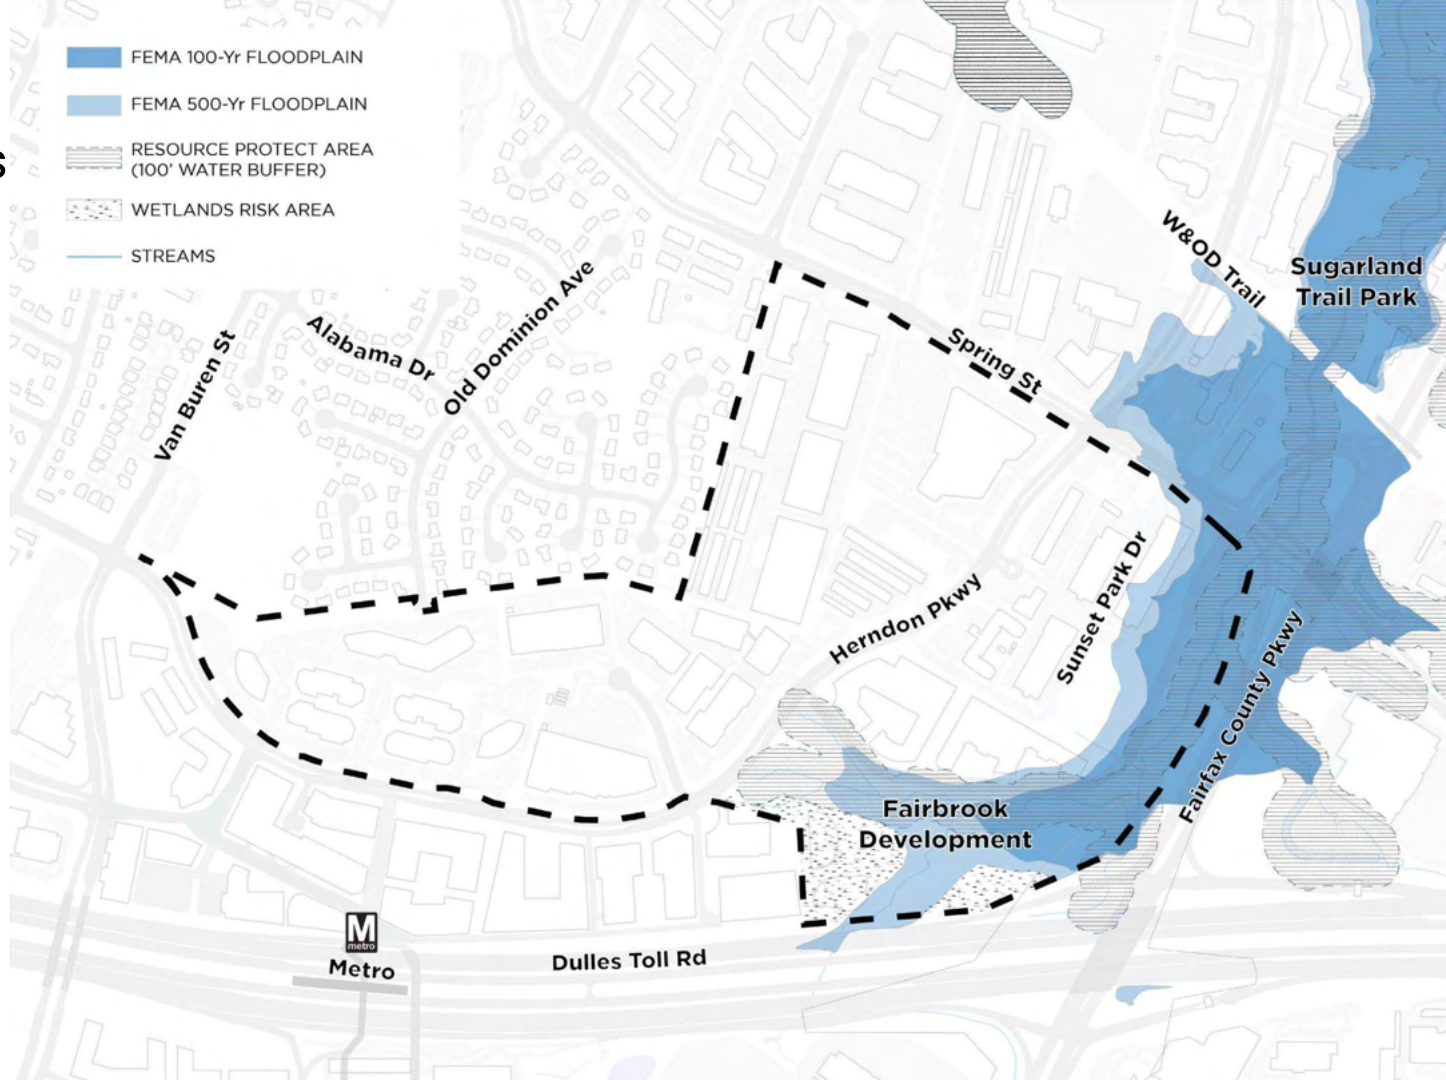 FEMA 100-Yr FLOODPLAIN
FEMA 500-Yr FLOODPLAIN
S
RESOURCE PROTECT AREA
(100' WATER BUFFER)
WETLANDS RISK AREA
STREAMS
W&OD Trail
Sugarland
Trail Park
Old Dominion Ave
Alabama Dr
Van Buren St
Spring St
Sunset Park Dr
Herndon Pkwy
Fairfax County Pkwy
Fairbrook
Development
M
metro
Metro
Dulles Toll Rd